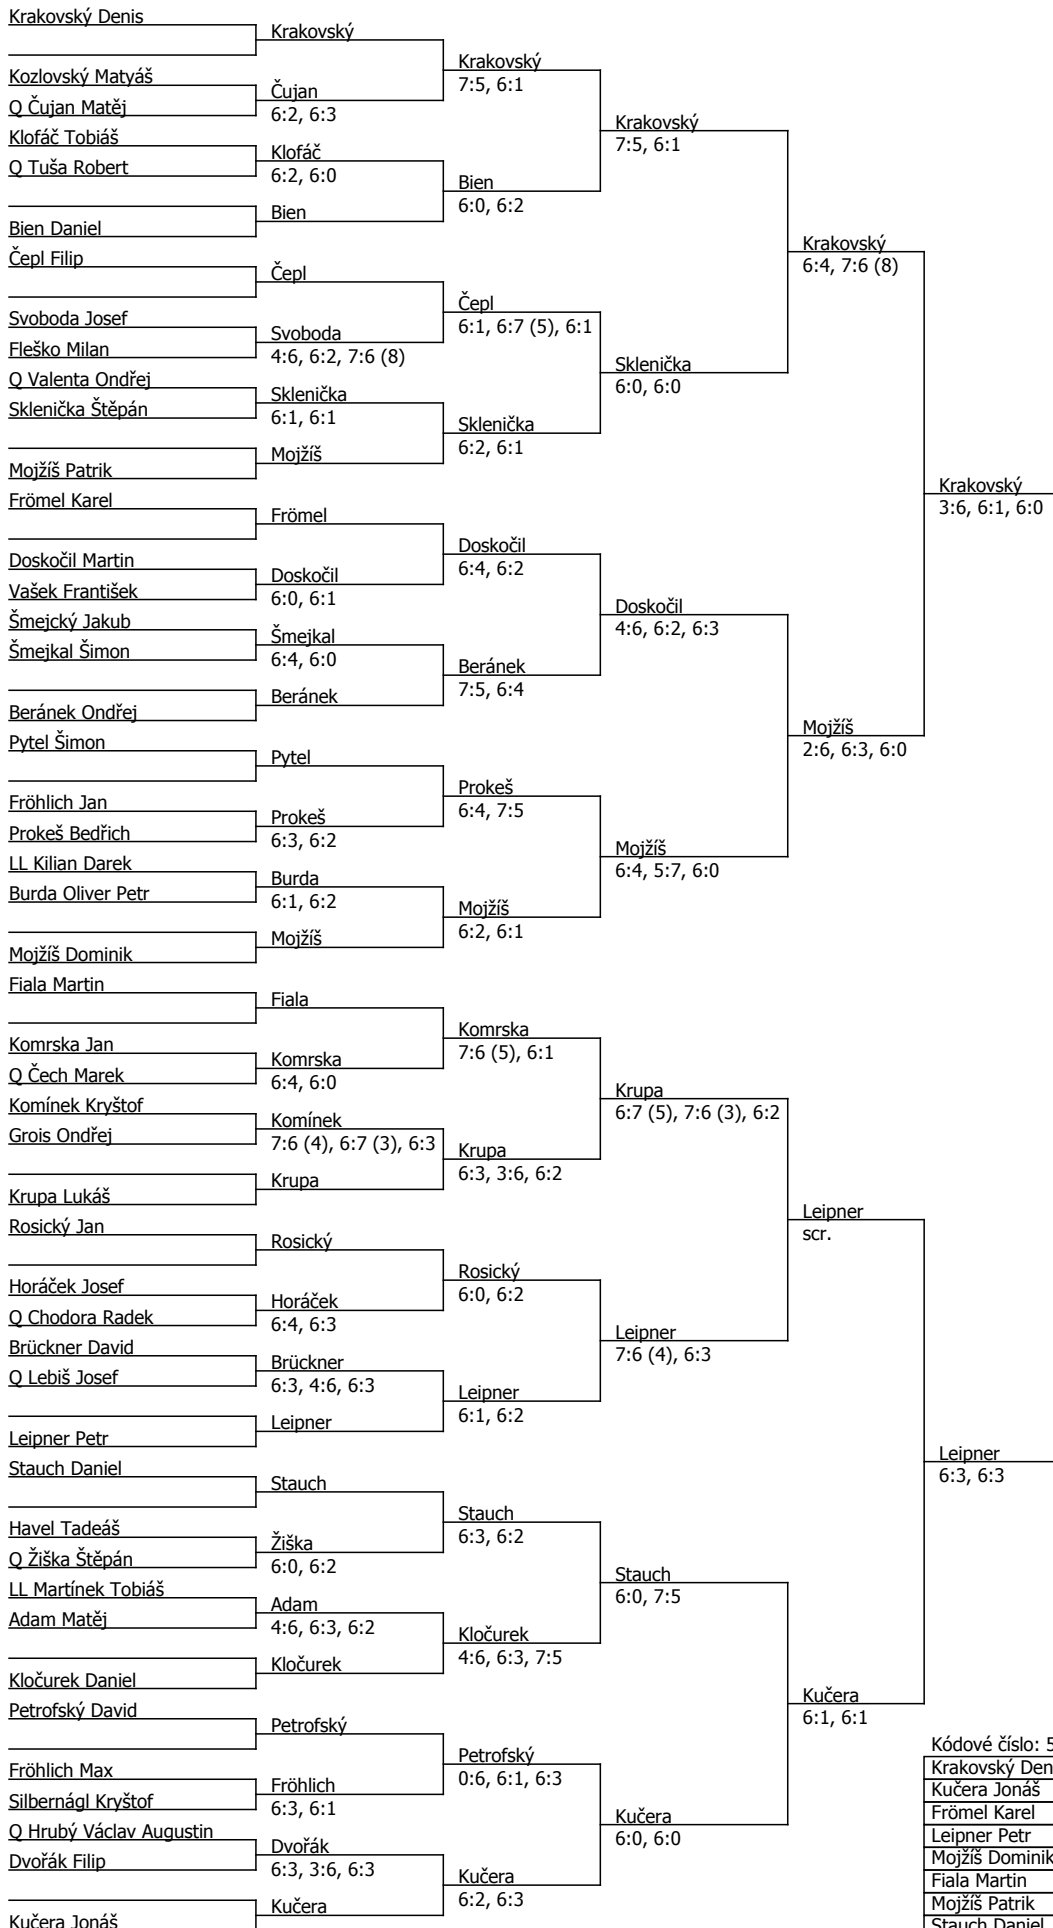 Krakovský Denis
Krakovský
Krakovský
7:5, 6:1
Kozlovský Matyáš
Čujan
6:2, 6:3
Q Čujan Matěj
Krakovský
7:5, 6:1
Klofáč Tobiáš
Klofáč
6:2, 6:0
Q Tuša Robert
Bien
6:0, 6:2
Bien
Bien Daniel
Krakovský
6:4, 7:6 (8)
Čepl Filip
Čepl
Čepl
6:1, 6:7 (5), 6:1
Svoboda Josef
Svoboda
4:6, 6:2, 7:6 (8)
Fleško Milan
Sklenička
6:0, 6:0
Q Valenta Ondřej
Sklenička
6:1, 6:1
Sklenička Štěpán
Sklenička
6:2, 6:1
Mojžíš
Mojžíš Patrik
Krakovský
3:6, 6:1, 6:0
Frömel Karel
Frömel
Doskočil
6:4, 6:2
Doskočil Martin
Doskočil
6:0, 6:1
Vašek František
Doskočil
4:6, 6:2, 6:3
Šmejcký Jakub
Šmejkal
6:4, 6:0
Šmejkal Šimon
Beránek
7:5, 6:4
Beránek
Beránek Ondřej
Mojžíš
2:6, 6:3, 6:0
Pytel Šimon
Pytel
Prokeš
6:4, 7:5
Fröhlich Jan
Prokeš
6:3, 6:2
Prokeš Bedřich
Mojžíš
6:4, 5:7, 6:0
LL Kilian Darek
Burda
6:1, 6:2
Burda Oliver Petr
Mojžíš
6:2, 6:1
Mojžíš
Mojžíš Dominik
Fiala Martin
Fiala
Komrska
7:6 (5), 6:1
Komrska Jan
Komrska
6:4, 6:0
Q Čech Marek
Krupa
6:7 (5), 7:6 (3), 6:2
Komínek Kryštof
Komínek
7:6 (4), 6:7 (3), 6:3
Grois Ondřej
Krupa
6:3, 3:6, 6:2
Krupa
Krupa Lukáš
Leipner
scr.
Rosický Jan
Rosický
Rosický
6:0, 6:2
Horáček Josef
Horáček
6:4, 6:3
Q Chodora Radek
Leipner
7:6 (4), 6:3
Brückner David
Brückner
6:3, 4:6, 6:3
Q Lebiš Josef
Leipner
6:1, 6:2
Leipner
Leipner Petr
Leipner
6:3, 6:3
Stauch Daniel
Stauch
Stauch
6:3, 6:2
Havel Tadeáš
Žiška
6:0, 6:2
Q Žiška Štěpán
Stauch
6:0, 7:5
LL Martínek Tobiáš
Adam
4:6, 6:3, 6:2
Adam Matěj
Kločurek
4:6, 6:3, 7:5
Kločurek
Kločurek Daniel
Kučera
6:1, 6:1
Petrofský David
Petrofský
Petrofský
0:6, 6:1, 6:3
Fröhlich Max
Fröhlich
6:3, 6:1
Silbernágl Kryštof
Kučera
6:0, 6:0
Q Hrubý Václav Augustin
Dvořák
6:3, 3:6, 6:3
Dvořák Filip
Kučera
6:2, 6:3
Kučera
Kučera Jonáš
Kódové číslo: 5
Krakovský Den
Kučera Jonáš
Frömel Karel
Leipner Petr
Mojžíš Dominik
Fiala Martin
Mojžíš Patrik
Stauch Daniel